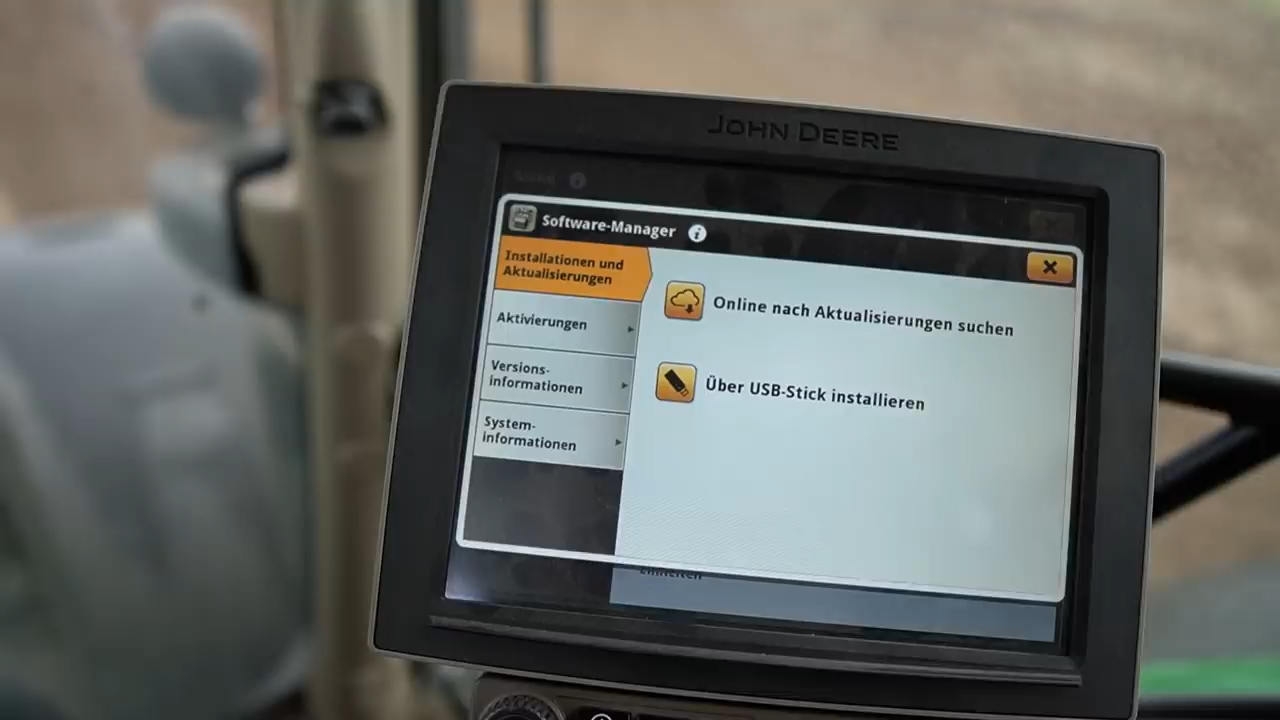 JOHN DEERE
Software-Manager
Installationen und
Aktualisierungen
Aktivierungen
Versions-
informationen
System-
informationen
Online nach Aktualisierungen suchen
Über USB-Stick installieren